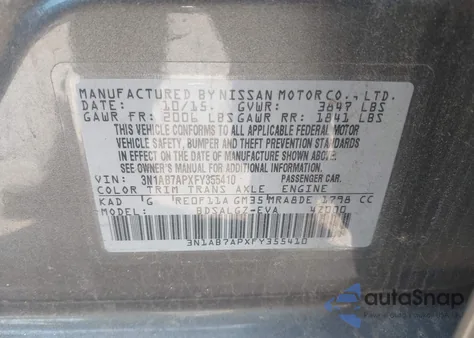 MANUFACTURED BY NISSAN MOTOR CO., LTD.
DATE: 10/15 GVWR: 3847 LBS
GAWR FR: 2006 LBS GAWR RR: 1841 LBS
THIS VEHICLE CONFORMS TO ALL APPLICABLE FEDERAL MOTOR
VEHICLE SAFETY, BUMPER AND THEFT PREVENTION STANDARDS
IN EFFECT ON THE DATE OF MANUFACTURE SHOWN ABOVE.
SEE OWNER'S MANUAL FOR ADDITIONAL INFORMATION
VIN: 3N1AB7APXFY355410 PASSENGER CAR.
COLOR TRIM TRANS AXLE ENGINE
KAD G RE0F11A GM35 MRA8DE 1798 CC
MODEL: BDSALGZ-EVA
3N1AB7APXFY355410
autoSnap